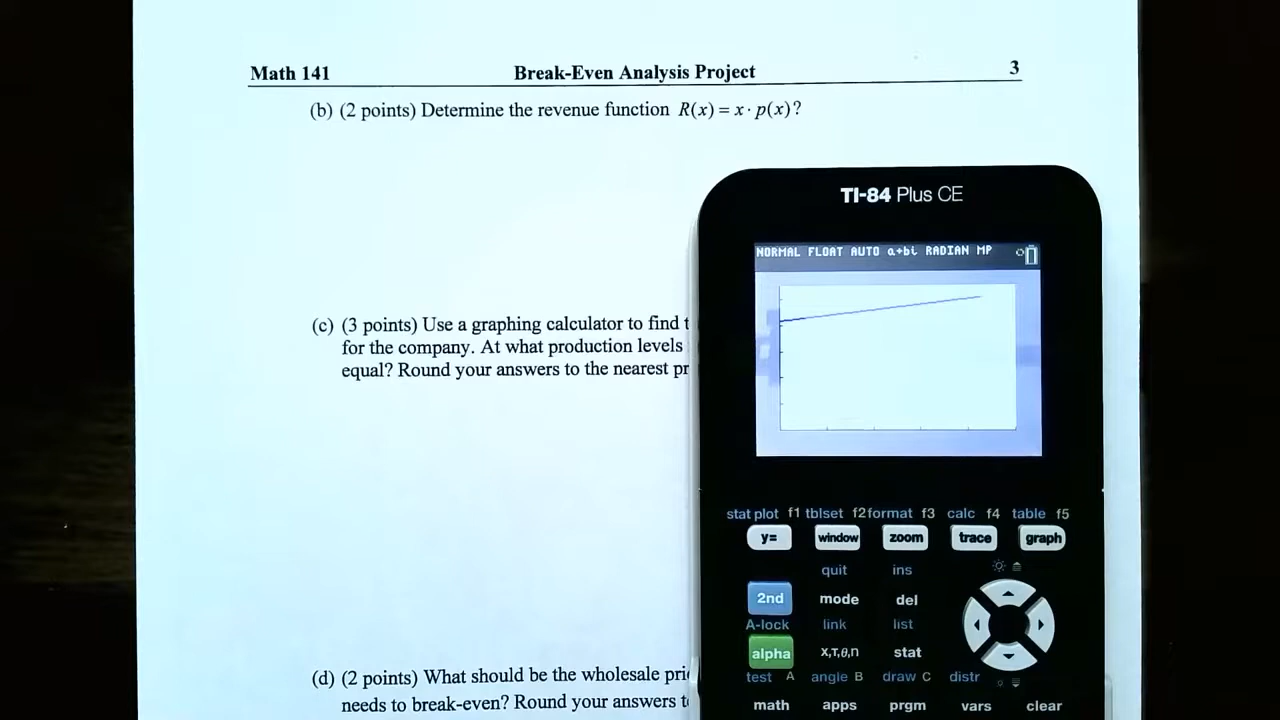 Math 141 Break-Even Analysis Project 3
(b) (2 points) Determine the revenue function R(x) = x · p(x)?
(c) (3 points) Use a graphing calculator to find t
for the company. At what production levels
equal? Round your answers to the nearest pr
(d) (2 points) What should be the wholesale pri
needs to break-even? Round your answers t
TI-84 Plus CE
NORMAL FLOAT AUTO a+bi RADIAN MP
stat plot f1 tblset f2 format f3 calc f4 table f5
y= window zoom trace graph
quit ins
2nd mode del
A-lock link list
alpha X,T,θ,n stat
test A angle B draw C distr
math apps prgm vars clear